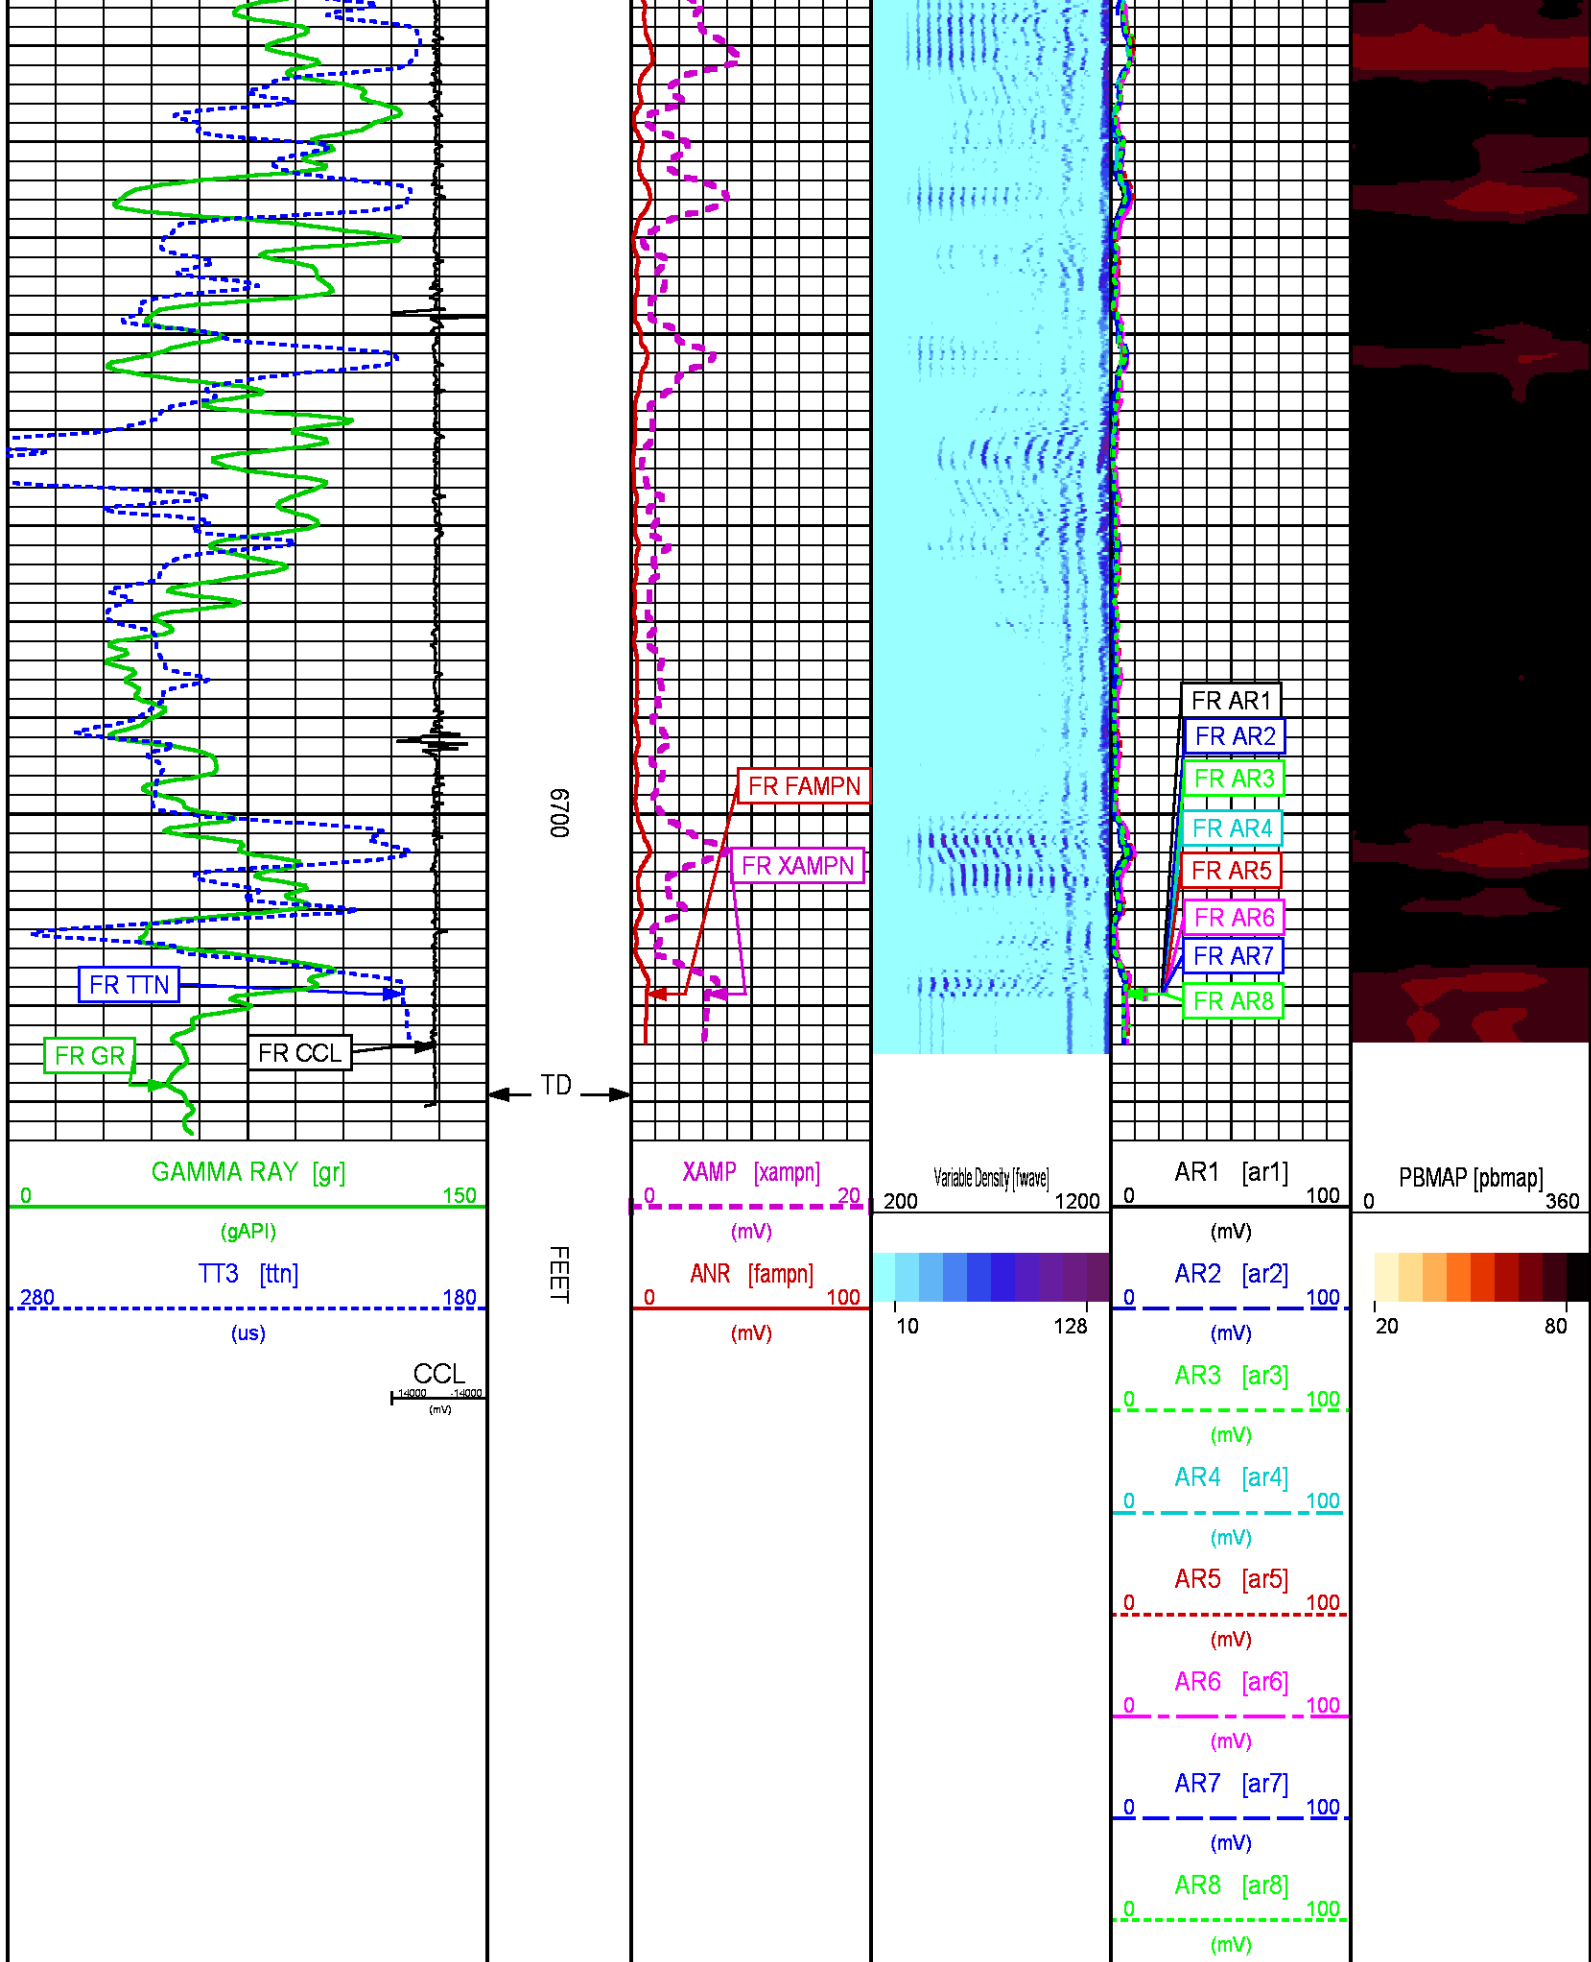 FR AR1
FR AR2
FR AR3
FR AR4
FR AR5
FR AR6
FR AR7
FR AR8
6700
FR FAMPN
FR XAMPN
FR TTN
FR GR
FR CCL
TD
GAMMA RAY [gr]
0 150
(gAPI)
TT3 [ttn]
280 180
(us)
CCL
14000 -14000
(mV)
FEET
XAMP [xampn]
0 20
(mV)
ANR [fampn]
0 100
(mV)
Variable Density [fwave]
200 1200
10 128
AR1 [ar1]
0 100
(mV)
AR2 [ar2]
0 100
(mV)
AR3 [ar3]
0 100
(mV)
AR4 [ar4]
0 100
(mV)
AR5 [ar5]
0 100
(mV)
AR6 [ar6]
0 100
(mV)
AR7 [ar7]
0 100
(mV)
AR8 [ar8]
0 100
(mV)
PBMAP [pbmap]
0 360
20 80